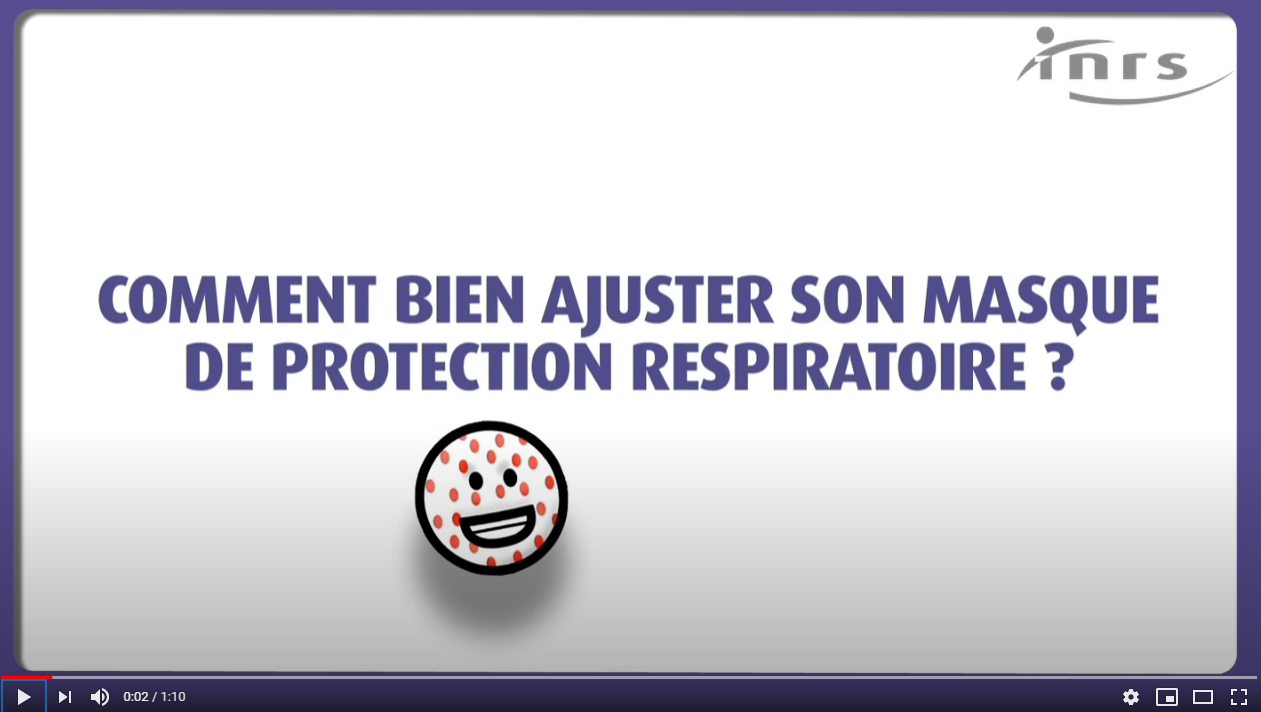 inrs
COMMENT BIEN AJUSTER SON MASQUE
DE PROTECTION RESPIRATOIRE ?
0:02 / 1:10